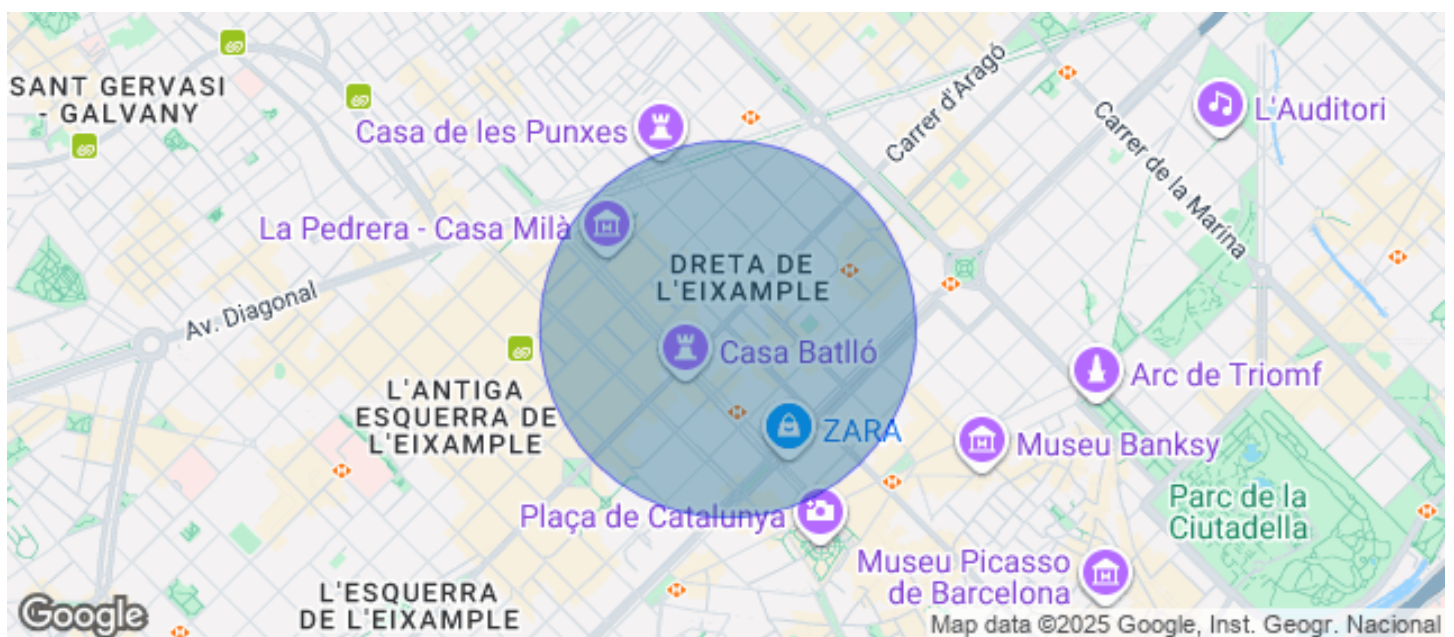 SANT GERVASI
- GALVANY
Casa de les Punxes
Carrer d'Aragó
L'Auditori
Carrer de la Marina
La Pedrera - Casa Milà
DRETA DE
L'EIXAMPLE
Av. Diagonal
Casa Batlló
Arc de Triomf
L'ANTIGA
ESQUERRA DE
L'EIXAMPLE
ZARA
Museu Banksy
Plaça de Catalunya
Parc de la
Ciutadella
Museu Picasso
de Barcelona
L'ESQUERRA
DE L'EIXAMPLE
Google
Map data ©2025 Google, Inst. Geogr. Nacional